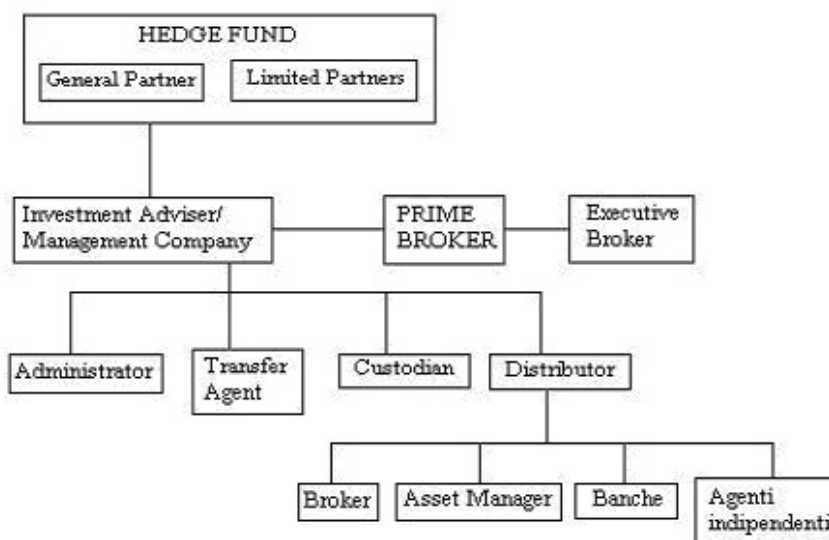 HEDGE FUND
General Partner
Limited Partners
Investment Adviser/
Management Company
PRIME
BROKER
Executive
Broker
Administrator
Transfer
Agent
Custodian
Distributor
Broker
Asset Manager
Banche
Agenti
indipendenti